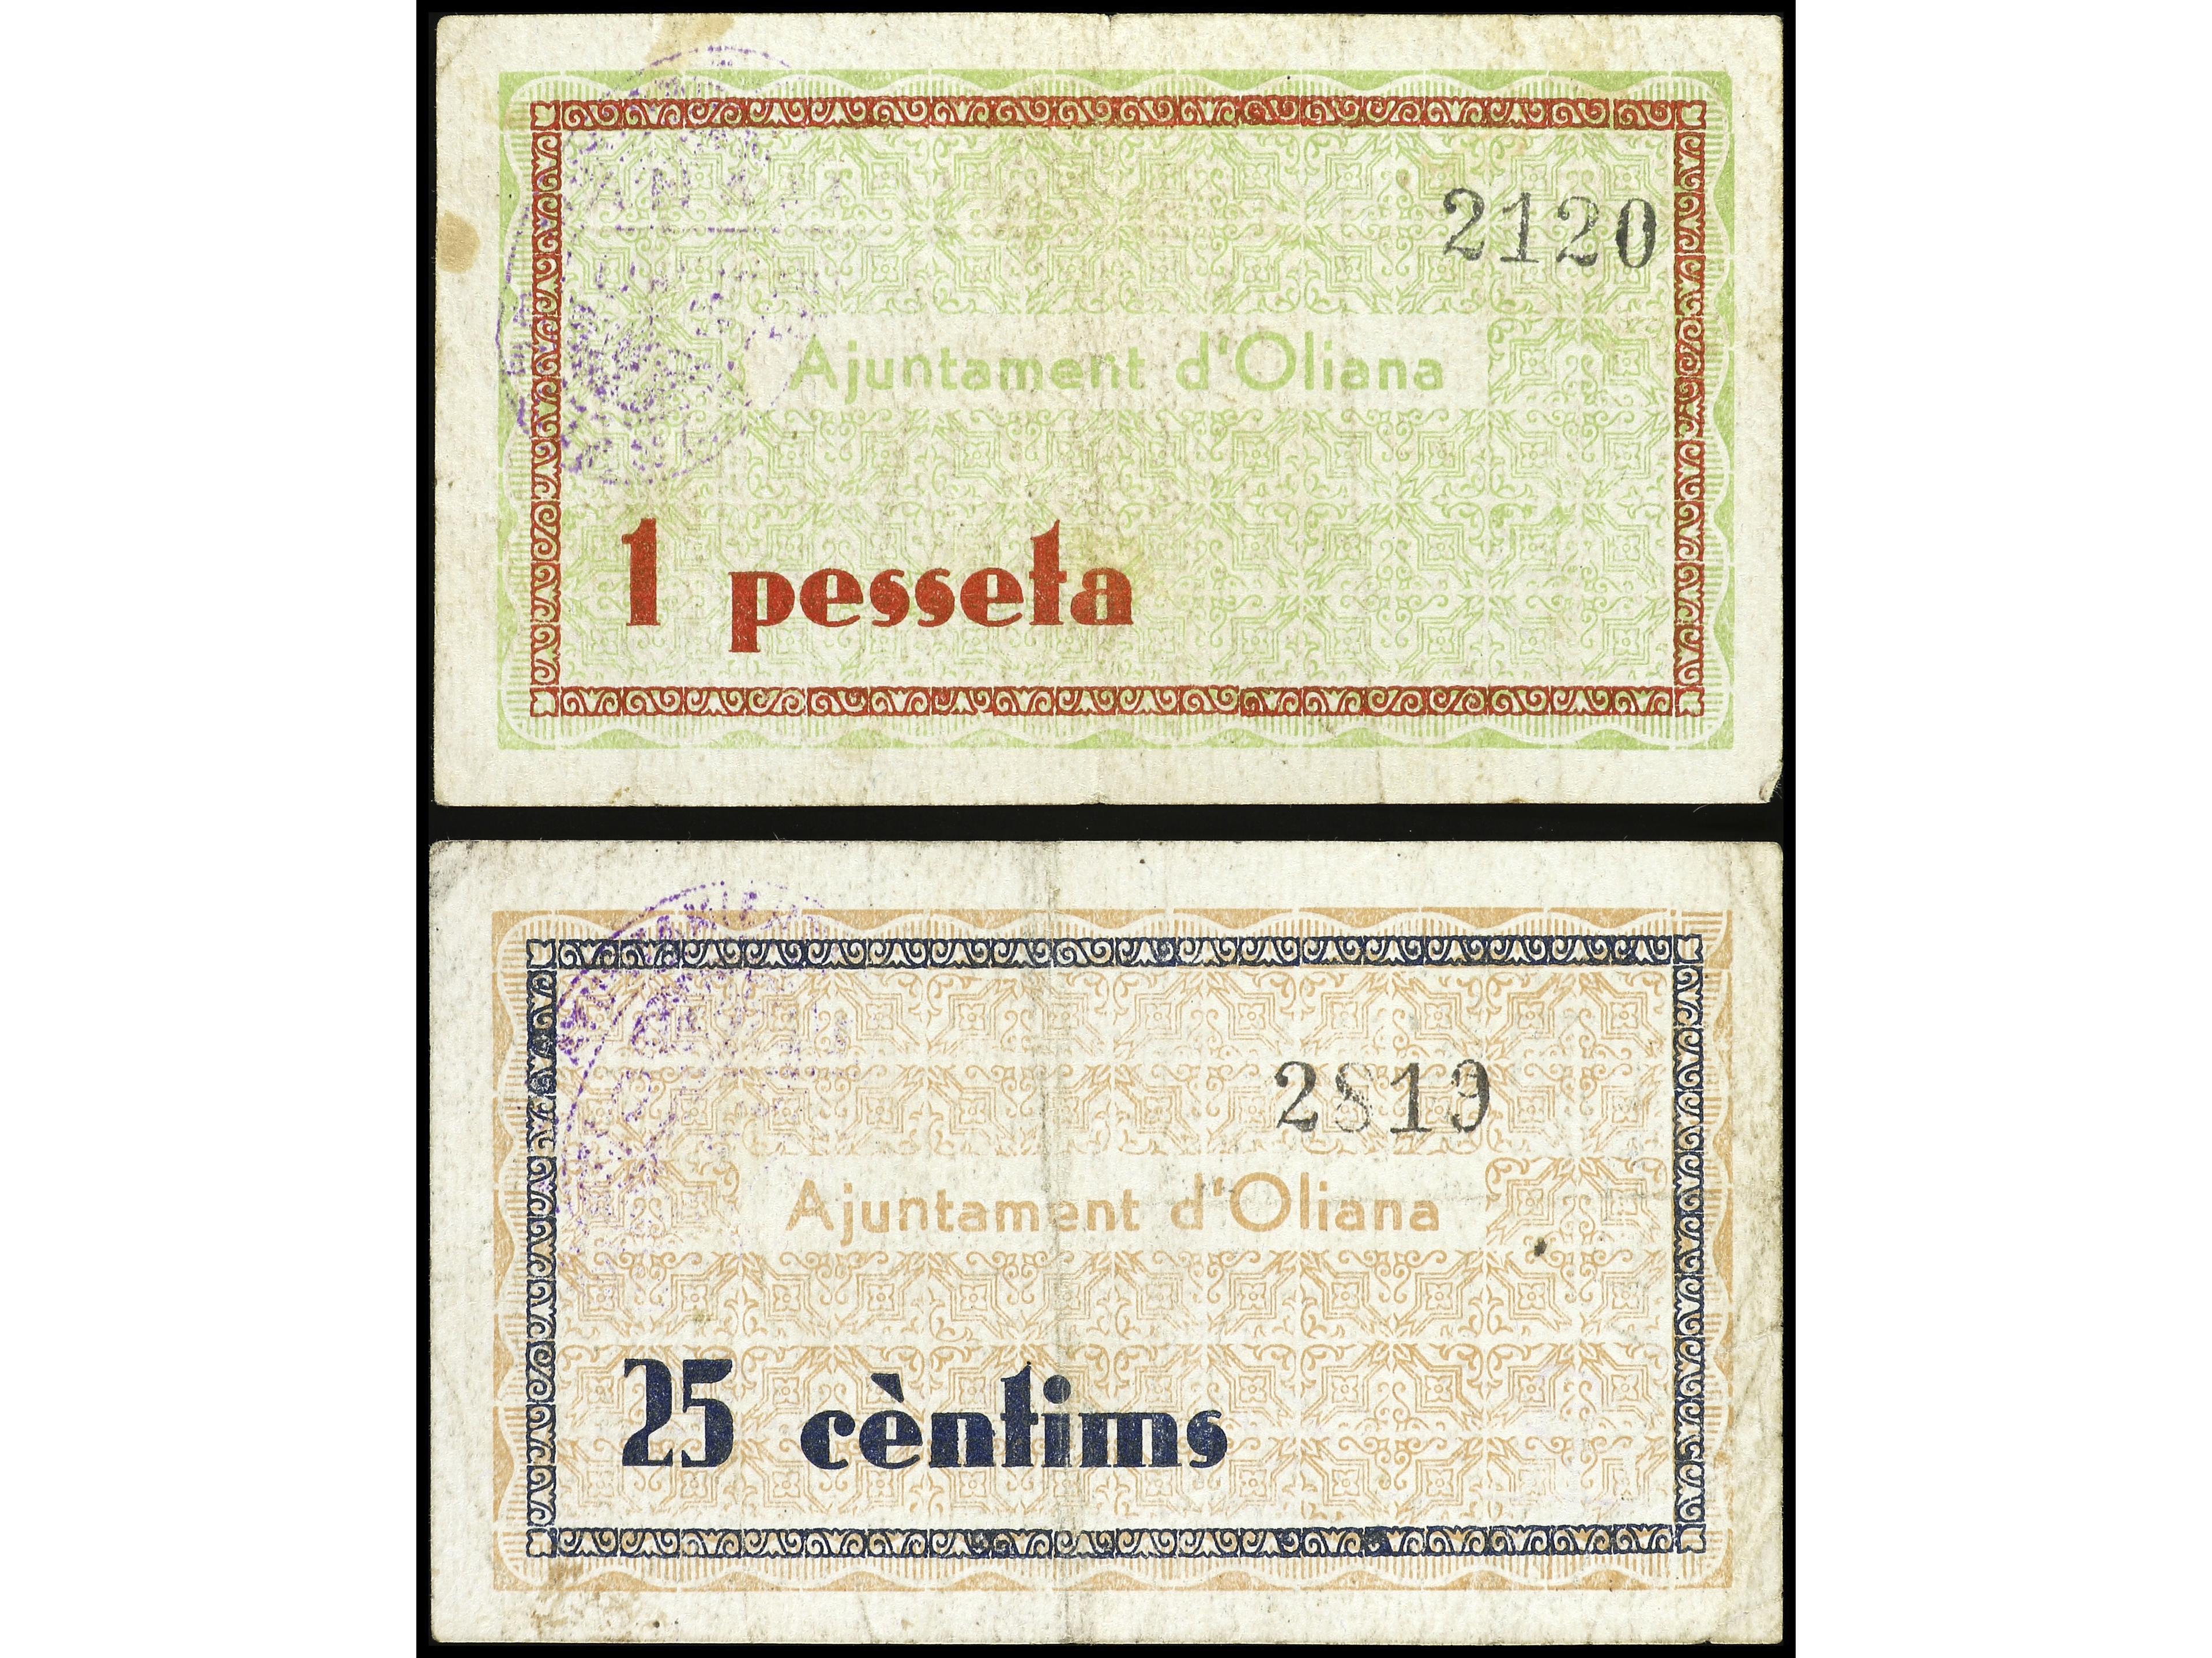 2120
Ajuntament d'Oliana
1 pesseta
2819
Ajuntament d'Oliana
25 cèntims